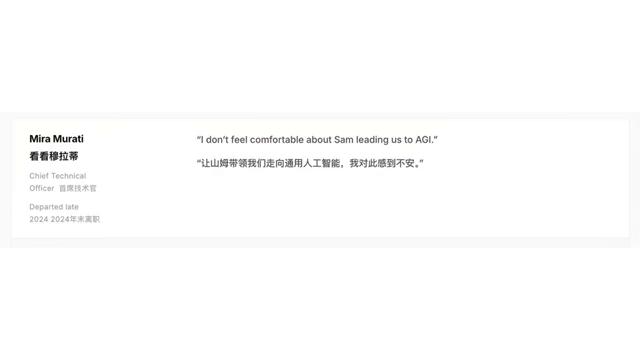 Mira Murati
看看穆拉蒂
Chief Technical
Officer 首席技术官
Departed late
2024 2024年末离职
“I don’t feel comfortable about Sam leading us to AGI.”
“让山姆带领我们走向通用人工智能，我对此感到不安。”